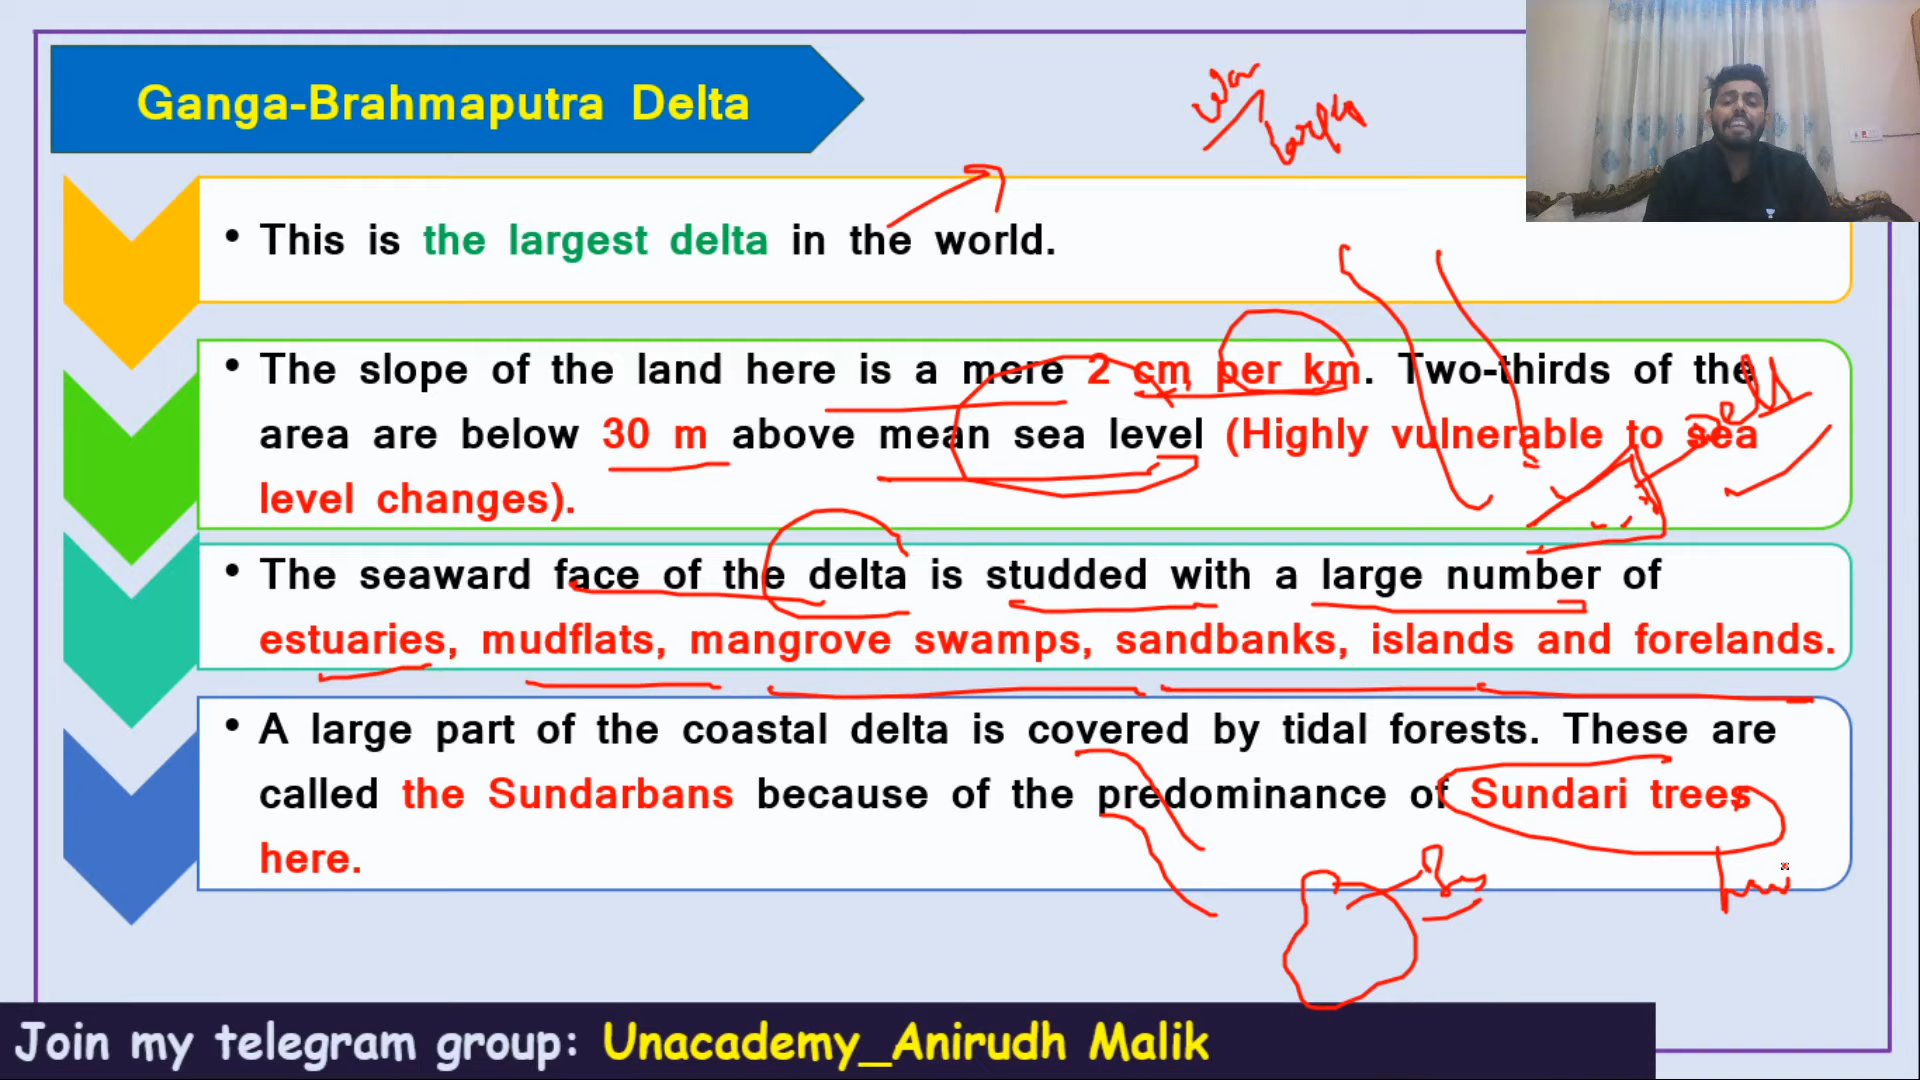 Ganga-Brahmaputra Delta
• This is the largest delta in the world.
• The slope of the land here is a mere 2 cm per km. Two-thirds of the
area are below 30 m above mean sea level (Highly vulnerable to sea
level changes).
• The seaward face of the delta is studded with a large number of
estuaries, mudflats, mangrove swamps, sandbanks, islands and forelands.
• A large part of the coastal delta is covered by tidal forests. These are
called the Sundarbans because of the predominance of Sundari trees
here.
Join my telegram group: Unacademy_Anirudh Malik